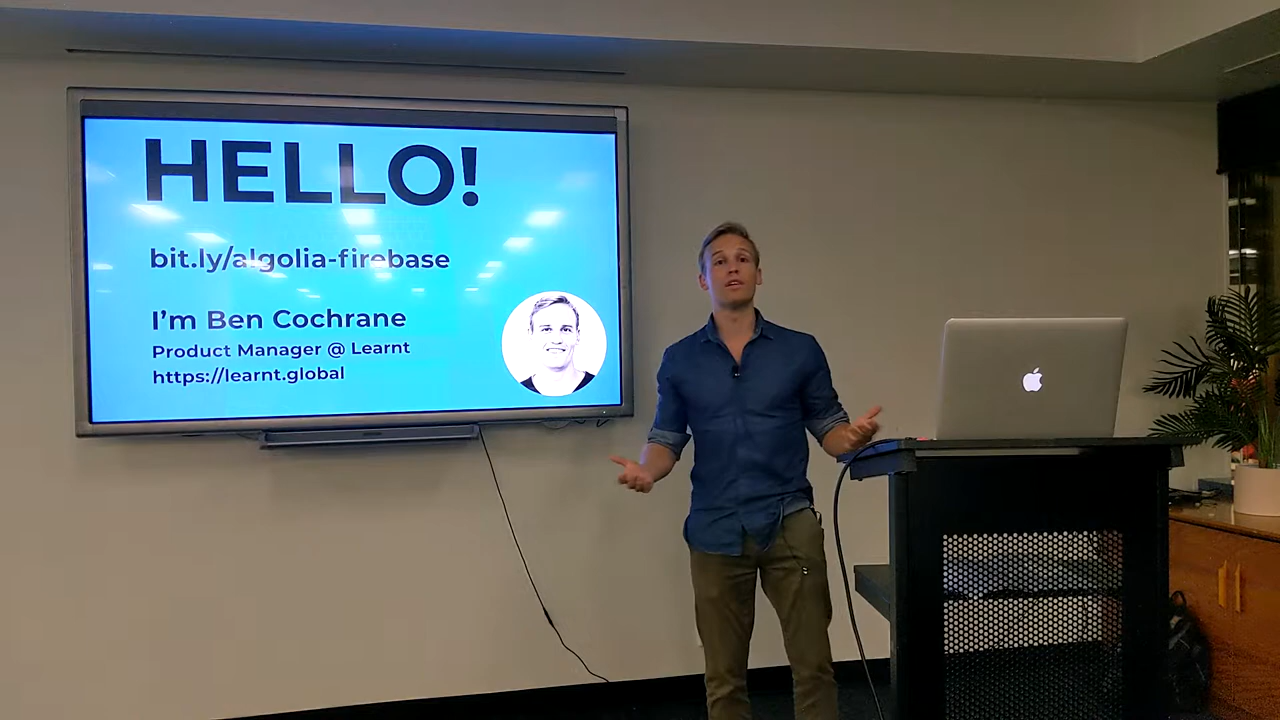 HELLO!
bit.ly/algolia-firebase
I'm Ben Cochrane
Product Manager @ Learnt
https://learnt.global